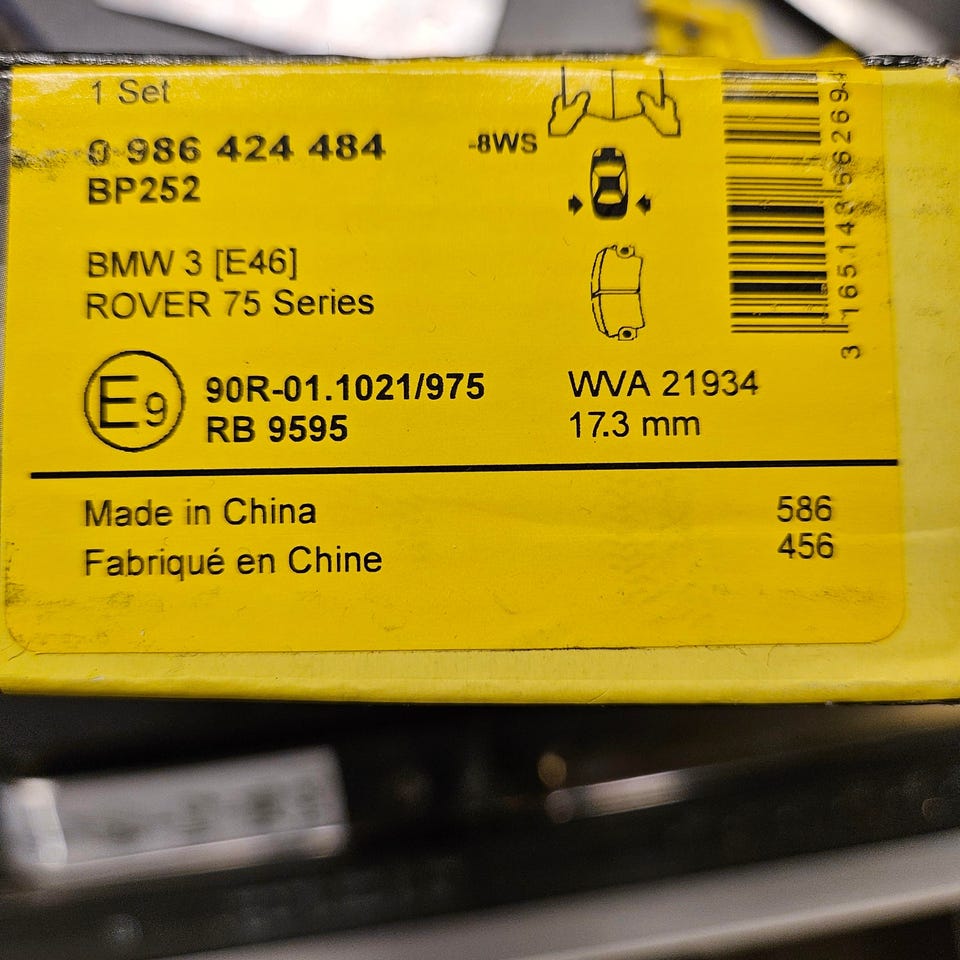 1 Set
0 986 424 484
-8WS
BP252
BMW 3 [E46]
ROVER 75 Series
E9
90R-01.1021/975
RB 9595
WVA 21934
17.3 mm
Made in China
Fabriqué en Chine
586
456